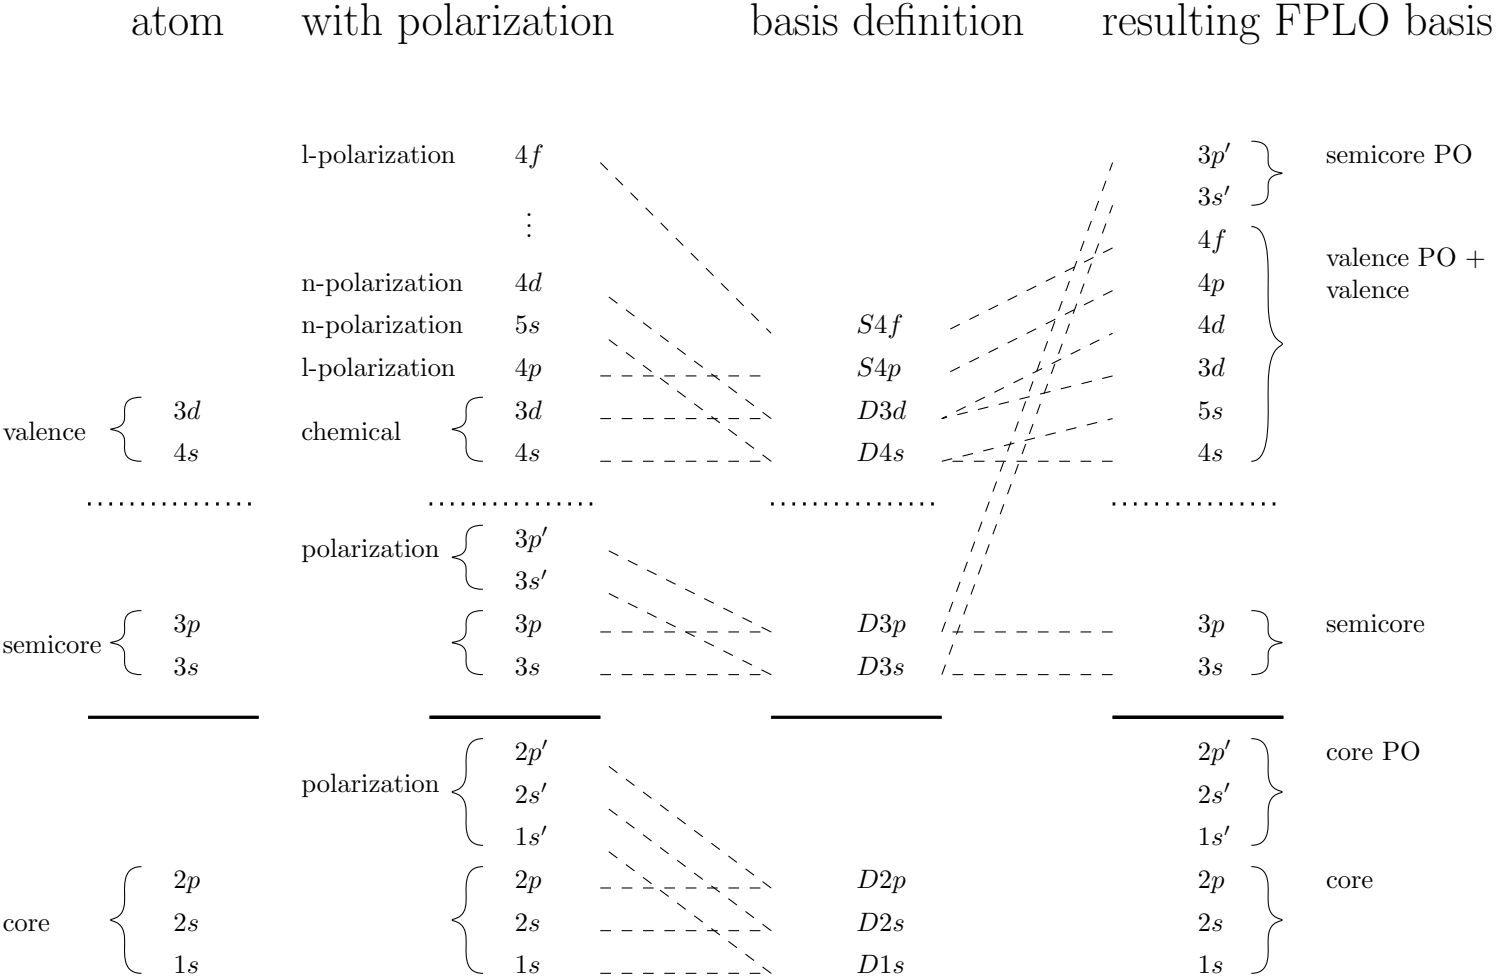 atom with polarization basis definition resulting FPLO basis
l-polarization 4f 3p′ semicore PO
3s′
⋮ 4f
valence PO +
n-polarization 4d 4p valence
n-polarization 5s S4f 4d
l-polarization 4p S4p 3d
3d 3d D3d 5s
valence chemical
4s 4s D4s 4s
3p′
polarization
3s′
3p 3p D3p 3p semicore
semicore
3s 3s D3s 3s
2p′ 2p′ core PO
polarization
2s′ 2s′
1s′ 1s′
2p 2p D2p 2p core
core 2s 2s D2s 2s
1s 1s D1s 1s